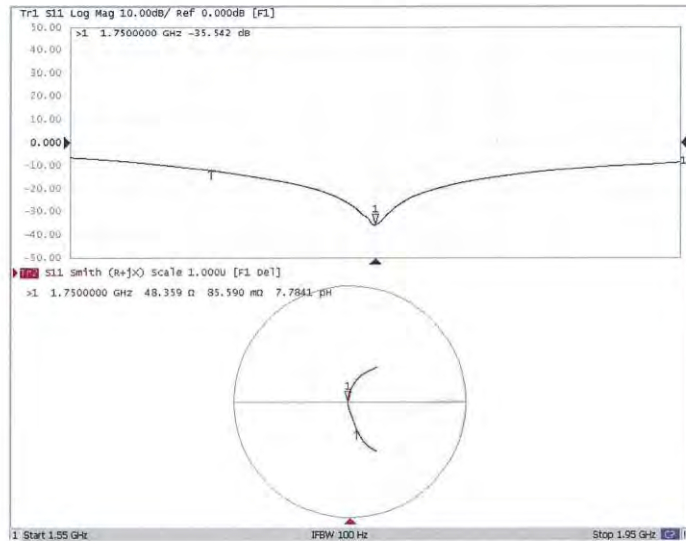 Tr1 S11 Log Mag 10.00dB/ Ref 0.000dB [F1]
50.00
>1 1.7500000 GHz -35.542 dB
40.00
30.00
20.00
10.00
0.000
-10.00
1
-20.00
-30.00
1
-40.00
-50.00
Tr2 S11 Smith (R+jX) Scale 1.000U [F1 Del]
>1 1.7500000 GHz 48.359 Ω 85.590 mΩ 7.7841 pH
1
1 Start 1.55 GHz IFBW 100 Hz Stop 1.95 GHz